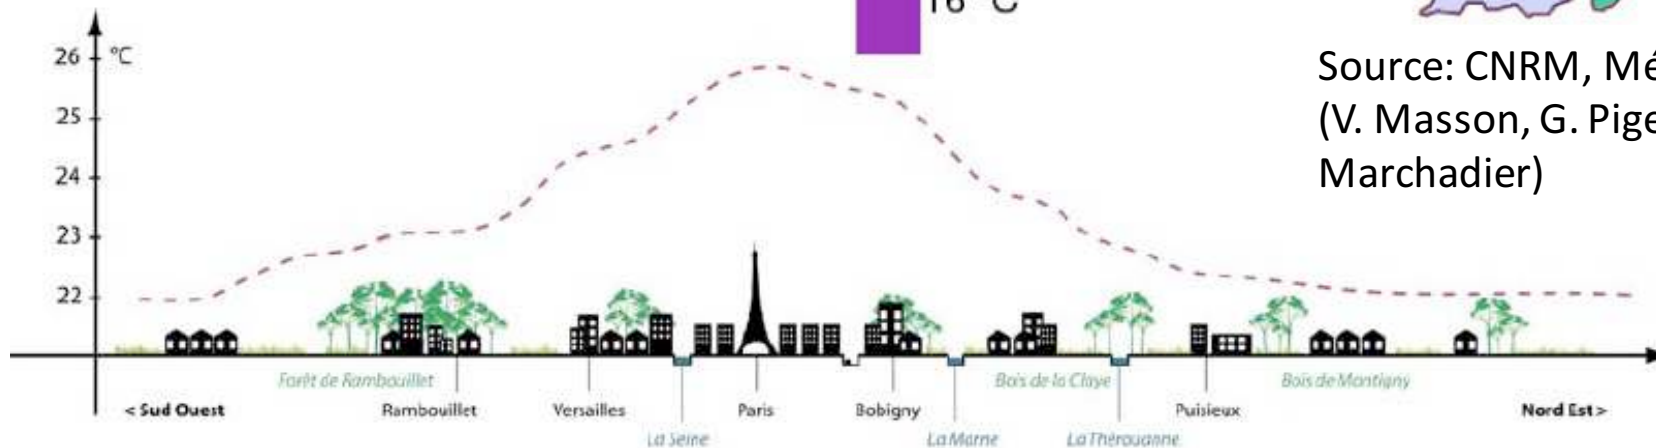 16 °C
Source: CNRM, Mé
(V. Masson, G. Pige
Marchadier)
26 °C
25
24
23
22
Forêt de Rambouillet
Bois de la Claye
Bois de Montigny
< Sud Ouest
Rambouillet
Versailles
Paris
Bobigny
Puisieux
Nord Est >
La Seine
La Marne
La Thérouanne